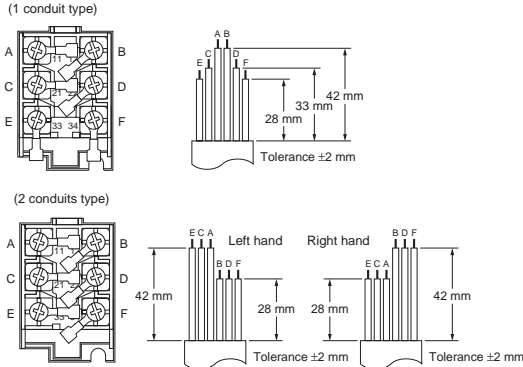 (1 conduit type)
A B
A B
C D
E F
11
C D
21
E F
33 34
42 mm
33 mm
28 mm
Tolerance ±2 mm
(2 conduits type)
A B
11
C D
21
E F
33
E C A
Left hand
B D F
42 mm
28 mm
Tolerance ±2 mm
Right hand
B D F
E C A
28 mm
42 mm
Tolerance ±2 mm